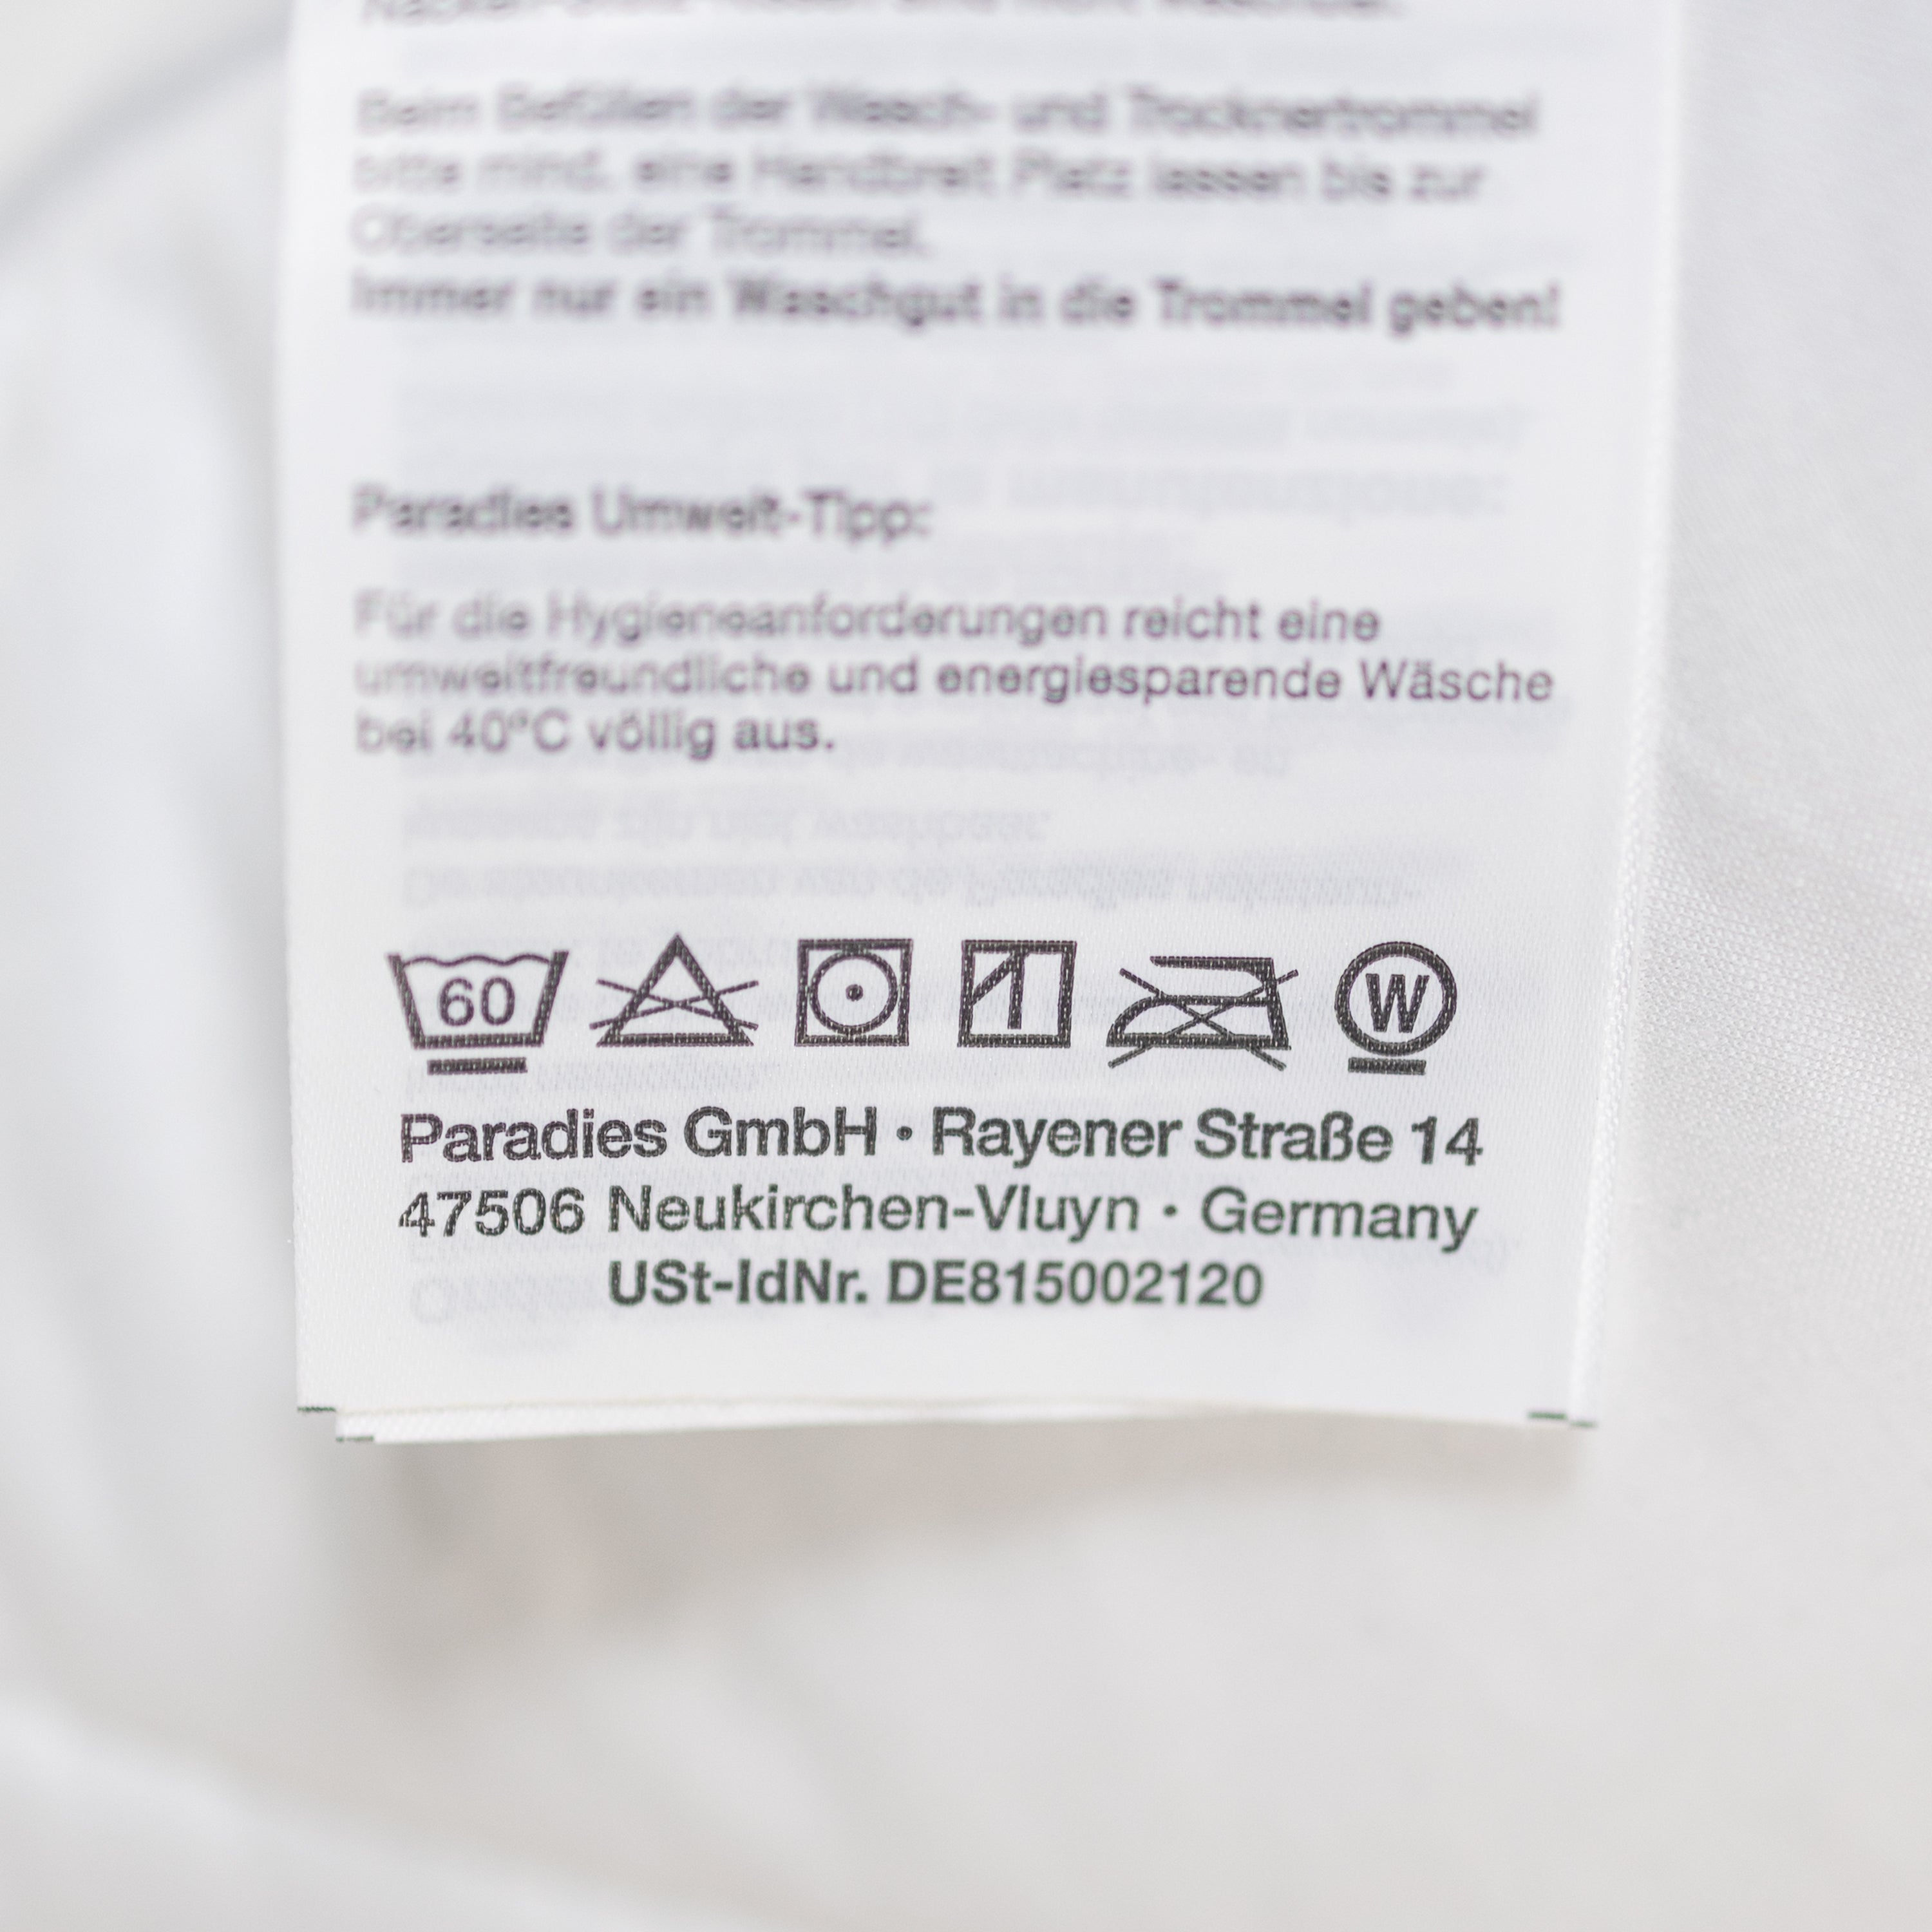 Beim Befüllen der Wasch- und Trocknertrommel
bitte mind. eine Handbreit Platz lassen bis zur
Oberseite der Trommel.
Immer nur ein Waschgut in die Trommel geben!
Paradies Umwelt-Tipp:
Für die Hygieneanforderungen reicht eine
umweltfreundliche und energiesparende Wäsche
bei 40°C völlig aus.
60 W
Paradies GmbH • Rayener Straße 14
47506 Neukirchen-Vluyn • Germany
USt-IdNr. DE815002120